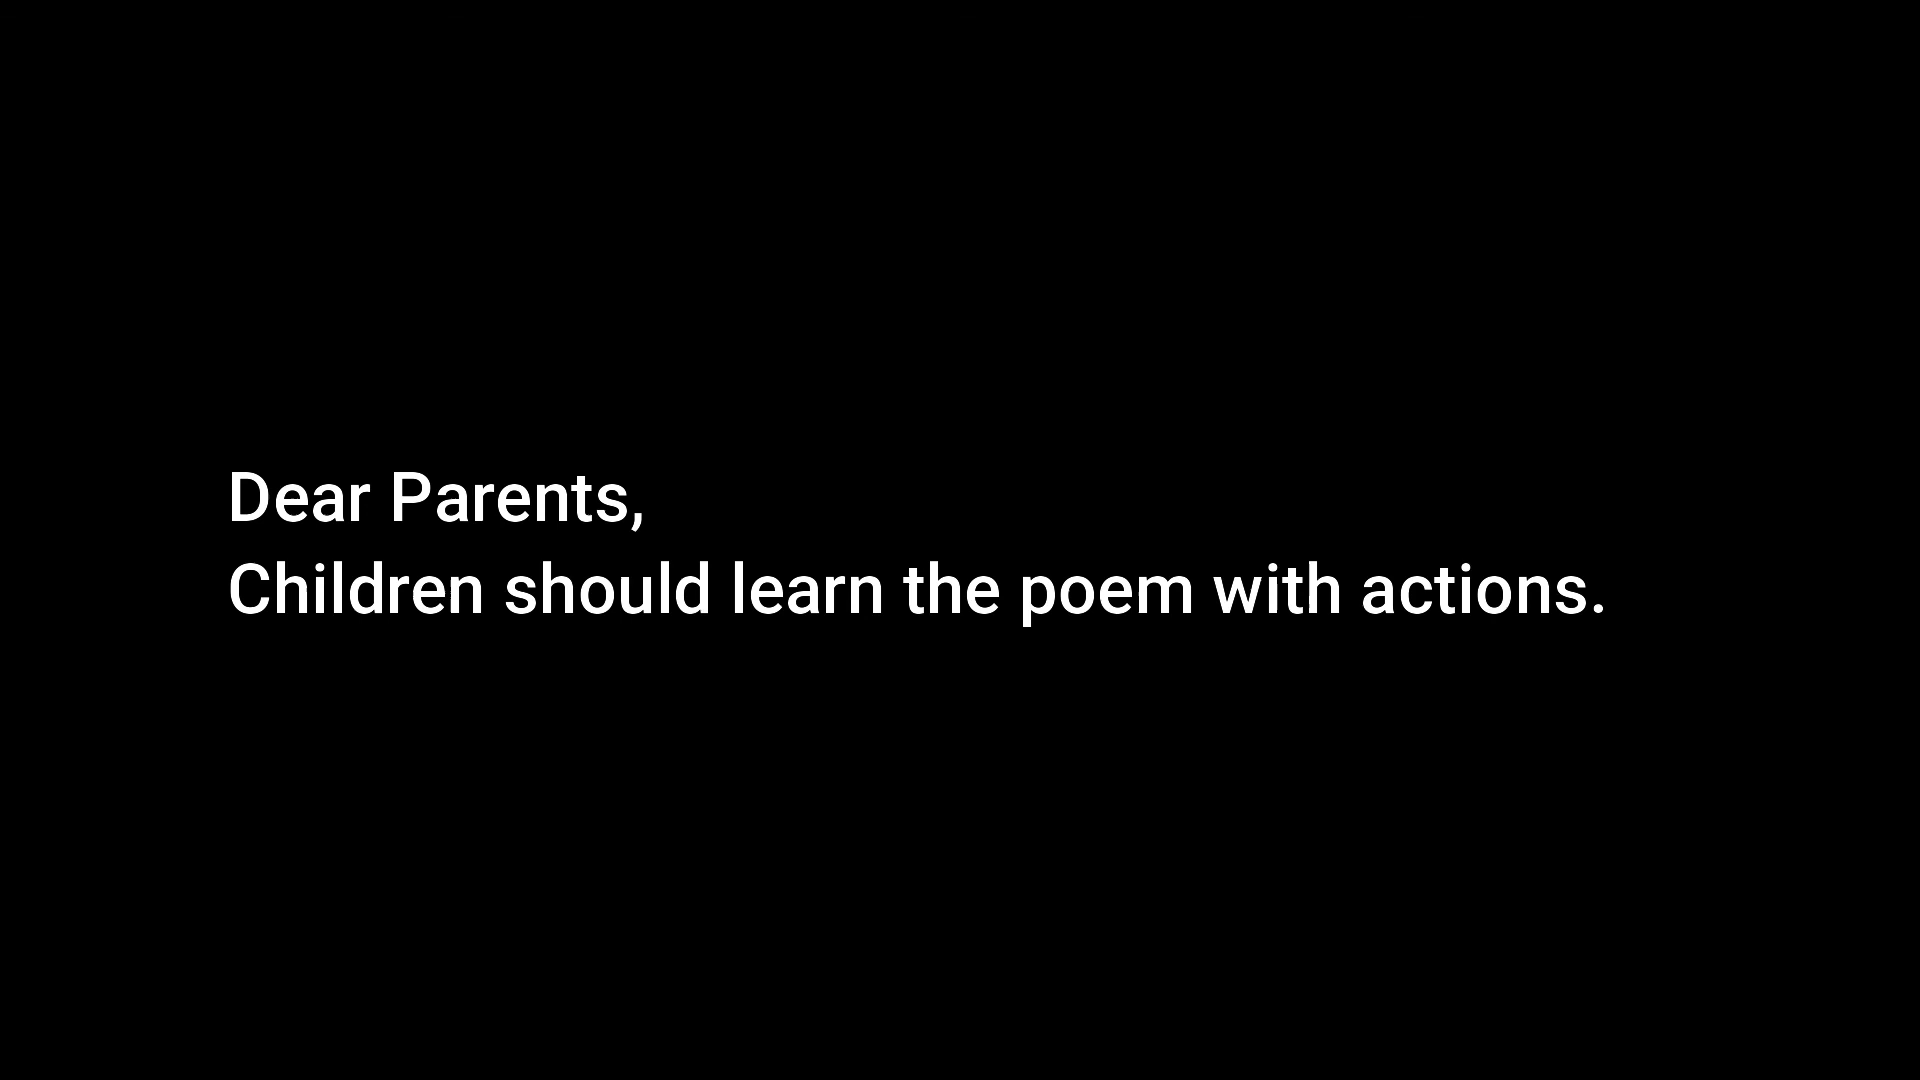 Dear Parents,
Children should learn the poem with actions.